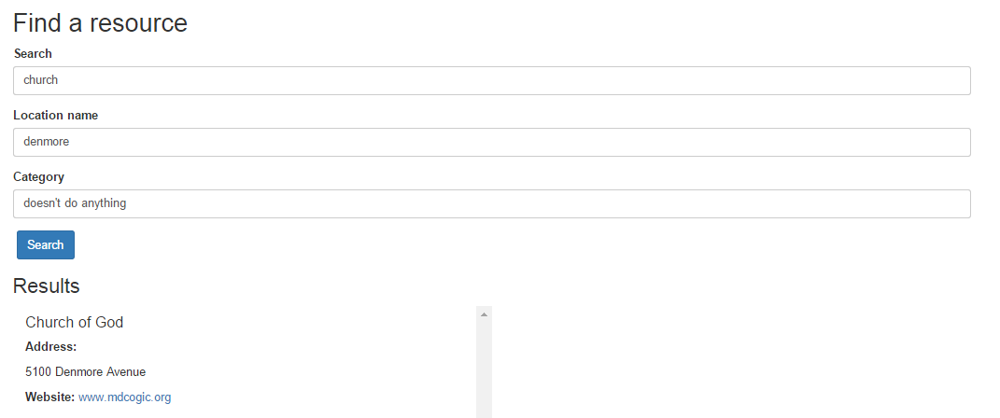 Find a resource
Search
church
Location name
denmore
Category
doesn't do anything
Search
Results
Church of God
Address:
5100 Denmore Avenue
Website: www.mdcogic.org